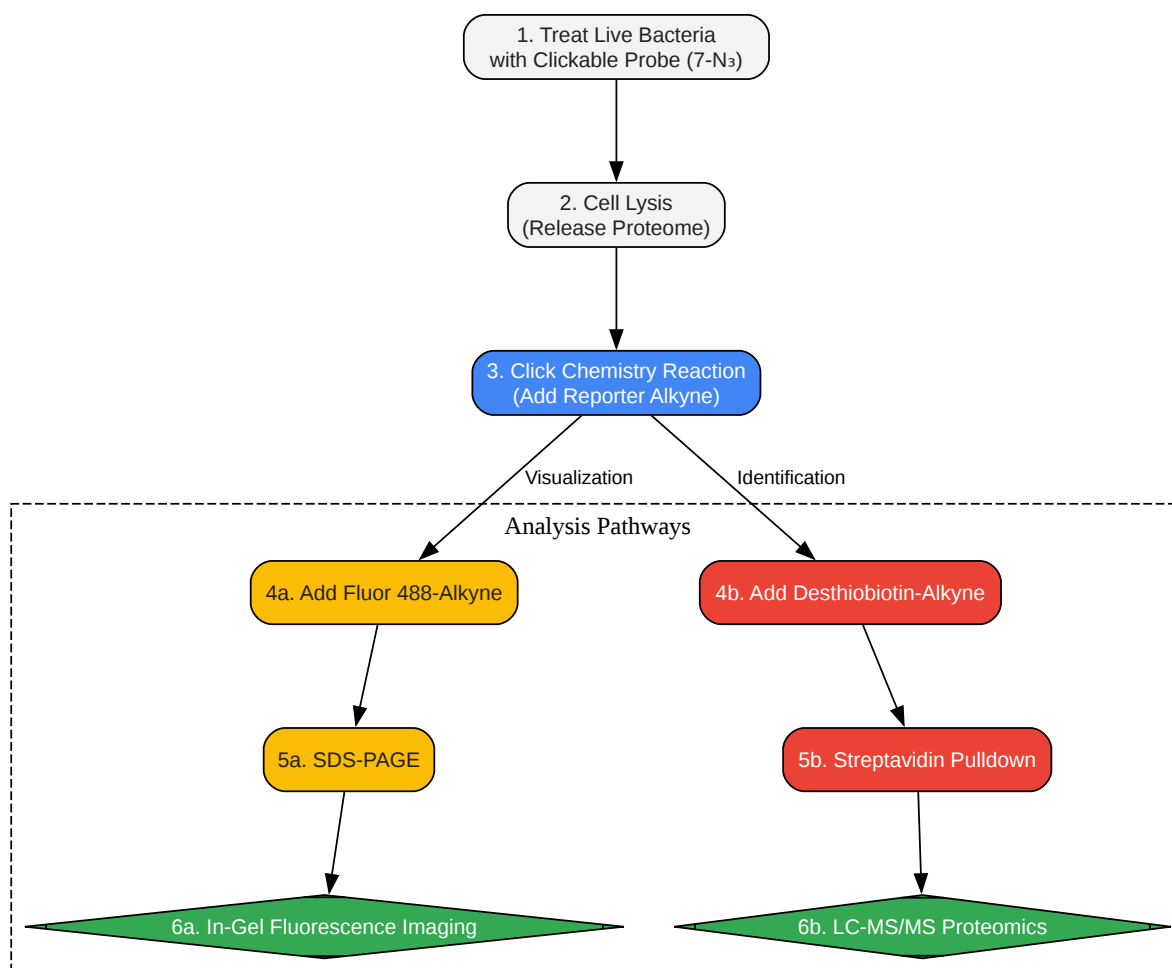 1. Treat Live Bacteria
with Clickable Probe (7-N₃)
2. Cell Lysis
(Release Proteome)
3. Click Chemistry Reaction
(Add Reporter Alkyne)
Visualization
Identification
Analysis Pathways
4a. Add Fluor 488-Alkyne
4b. Add Desthiobiotin-Alkyne
5a. SDS-PAGE
5b. Streptavidin Pulldown
6a. In-Gel Fluorescence Imaging
6b. LC-MS/MS Proteomics